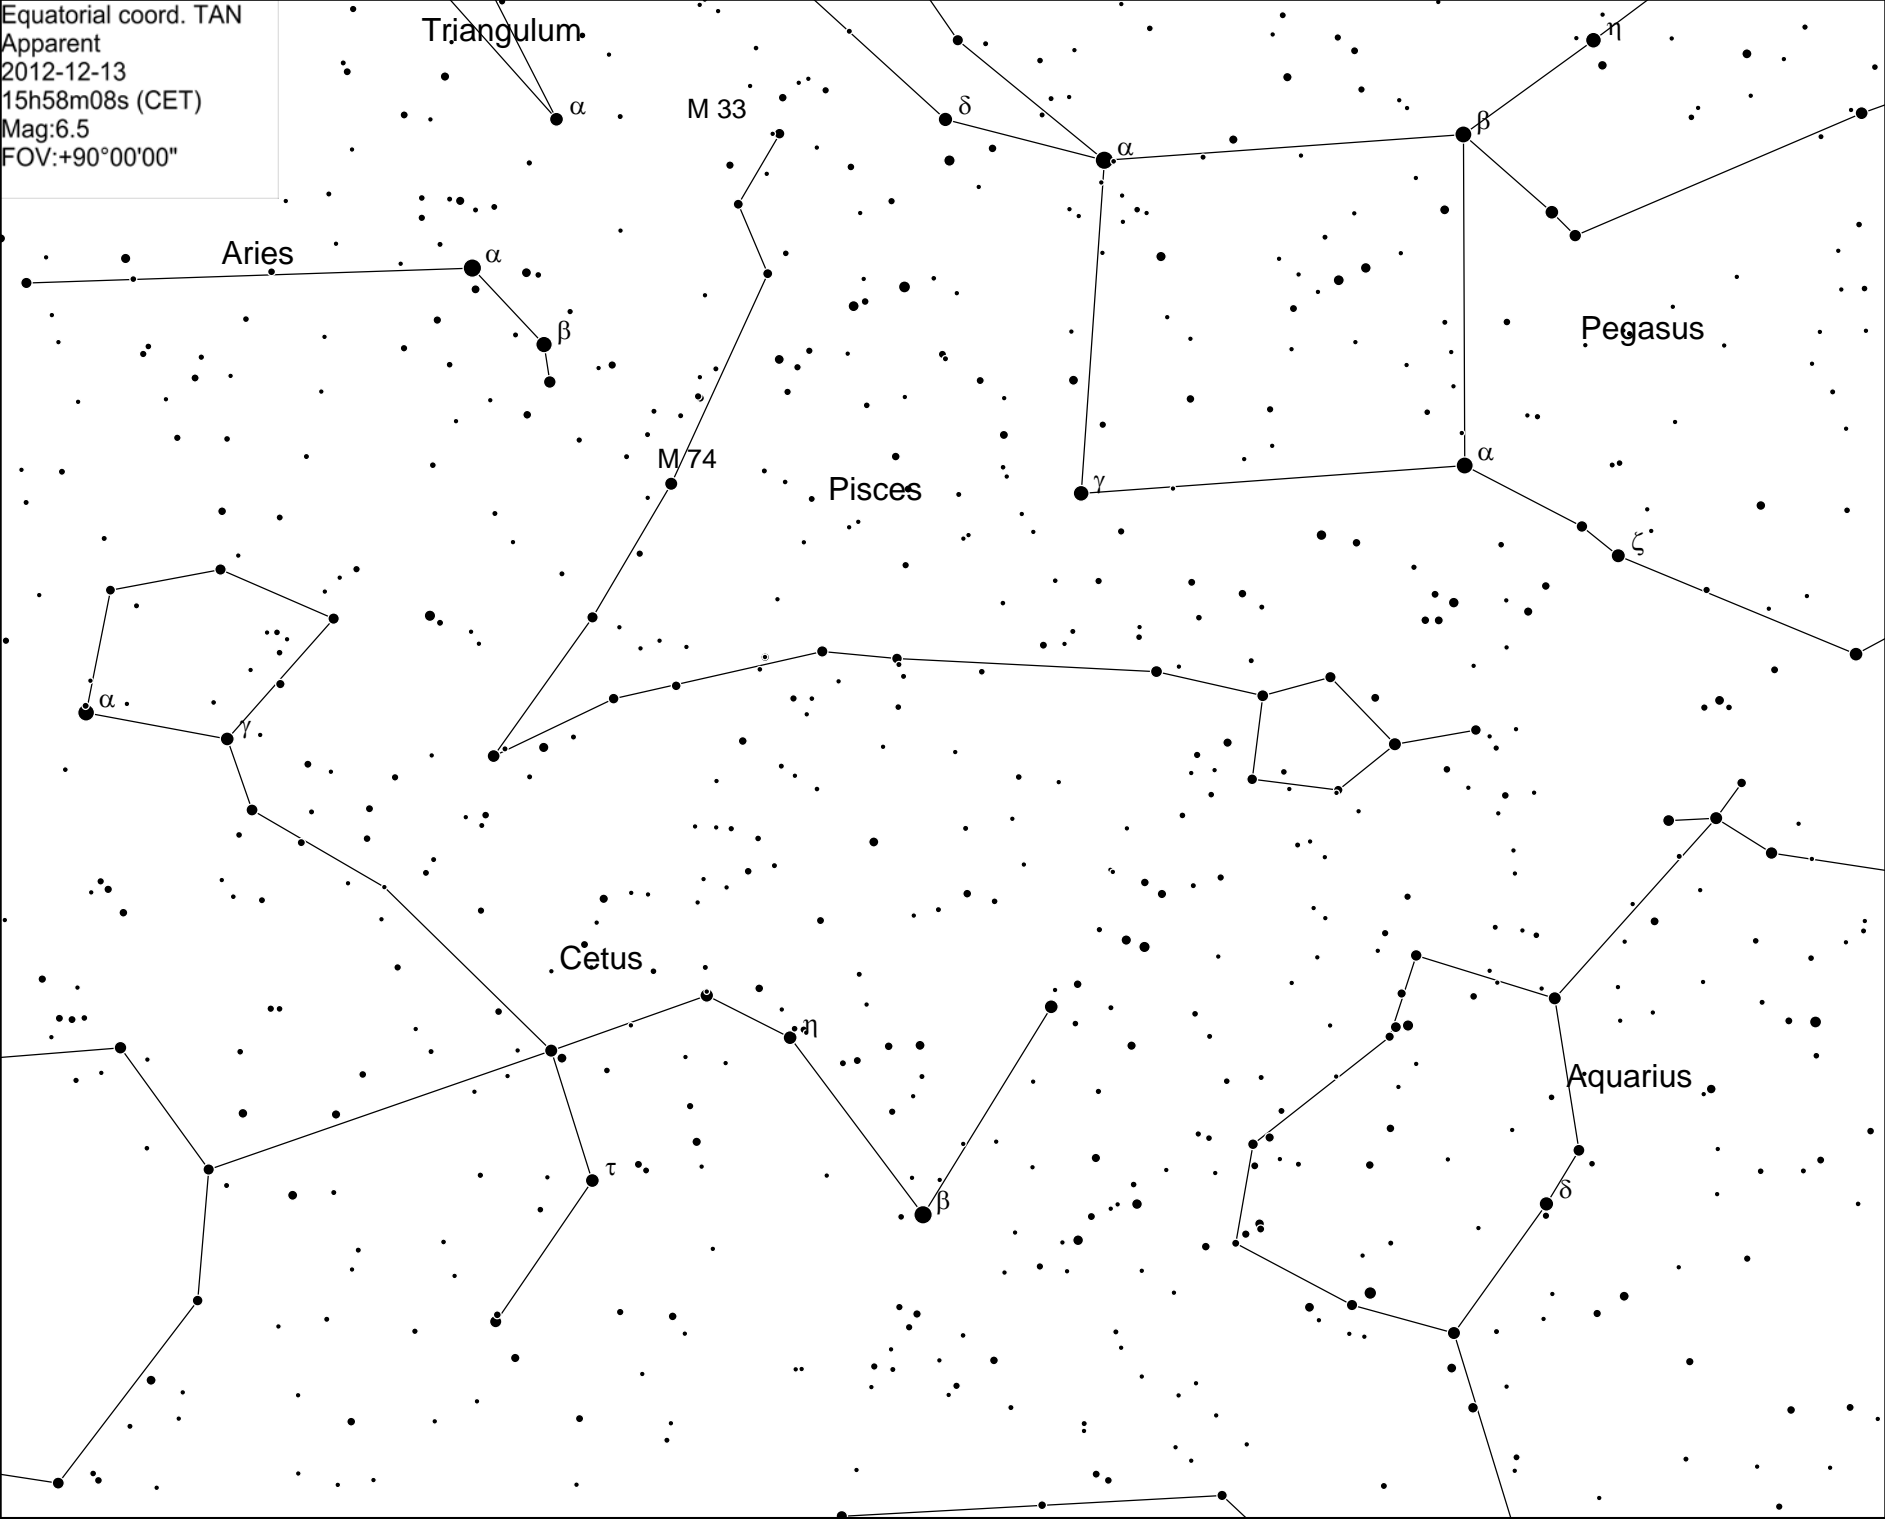 Equatorial coord. TAN
Apparent
2012-12-13
15h58m08s (CET)
Mag:6.5
FOV:+90°00'00"
Triangulum
η
M 33
δ
α
β
α
Aries
α
Pegasus
β
α
M 74
γ
Pisces
ζ
α
γ
Cetus
η
Aquarius
τ
δ
β